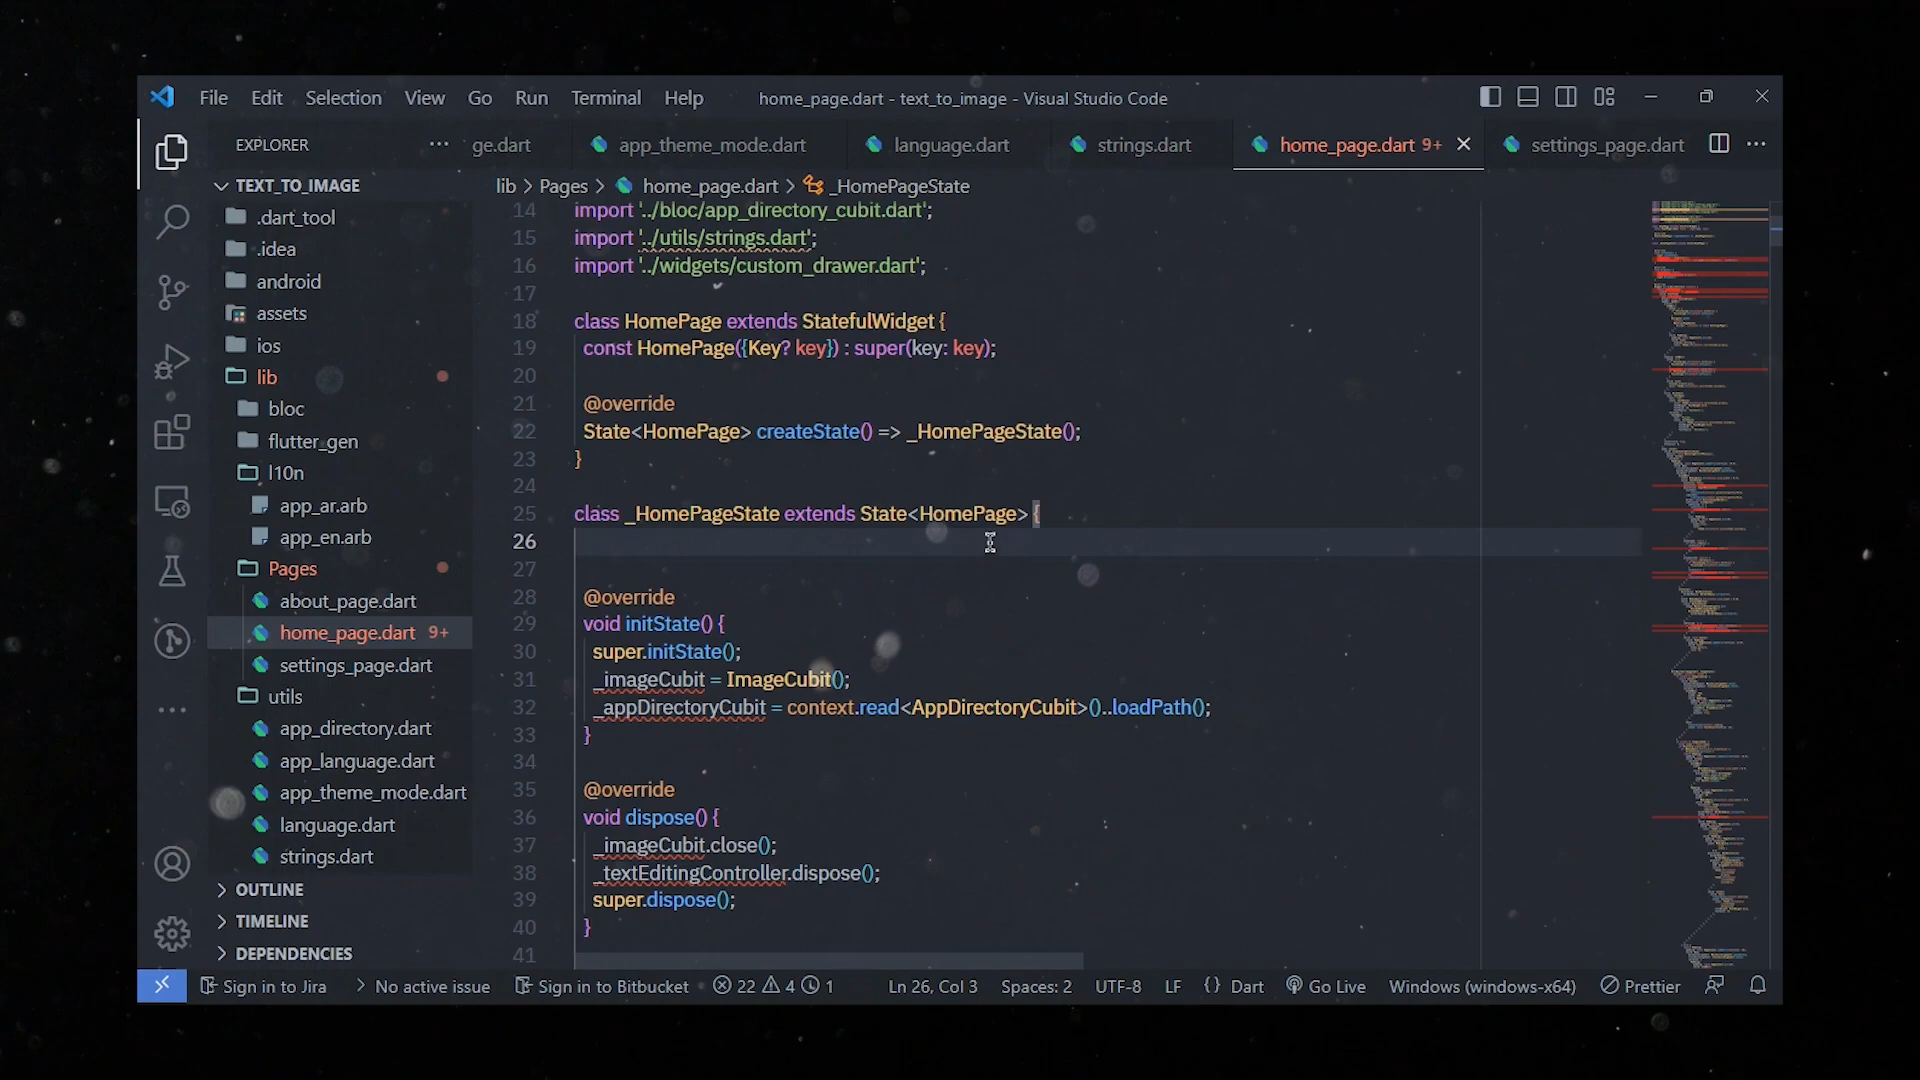 File Edit Selection View Go Run Terminal Help home_page.dart - text_to_image - Visual Studio Code
EXPLORER ··· ge.dart app_theme_mode.dart language.dart strings.dart home_page.dart 9+ settings_page.dart ···
TEXT_TO_IMAGE
.dart_tool
.idea
android
assets
ios
lib
bloc
flutter_gen
l10n
app_ar.arb
app_en.arb
Pages
about_page.dart
home_page.dart 9+
settings_page.dart
utils
app_directory.dart
app_language.dart
app_theme_mode.dart
language.dart
strings.dart
OUTLINE
TIMELINE
DEPENDENCIES
lib > Pages > home_page.dart > _HomePageState
14 import '../bloc/app_directory_cubit.dart';
15 import '../utils/strings.dart';
16 import '../widgets/custom_drawer.dart';
17
18 class HomePage extends StatefulWidget {
19 const HomePage({Key? key}) : super(key: key);
20
21 @override
22 State<HomePage> createState() => _HomePageState();
23 }
24
25 class _HomePageState extends State<HomePage> {
26
27
28 @override
29 void initState() {
30 super.initState();
31 _imageCubit = ImageCubit();
32 _appDirectoryCubit = context.read<AppDirectoryCubit>()..loadPath();
33 }
34
35 @override
36 void dispose() {
37 _imageCubit.close();
38 _textEditingController.dispose();
39 super.dispose();
40 }
41
Sign in to Jira > No active issue Sign in to Bitbucket 22 4 1 Ln 26, Col 3 Spaces: 2 UTF-8 LF {} Dart Go Live Windows (windows-x64) Prettier